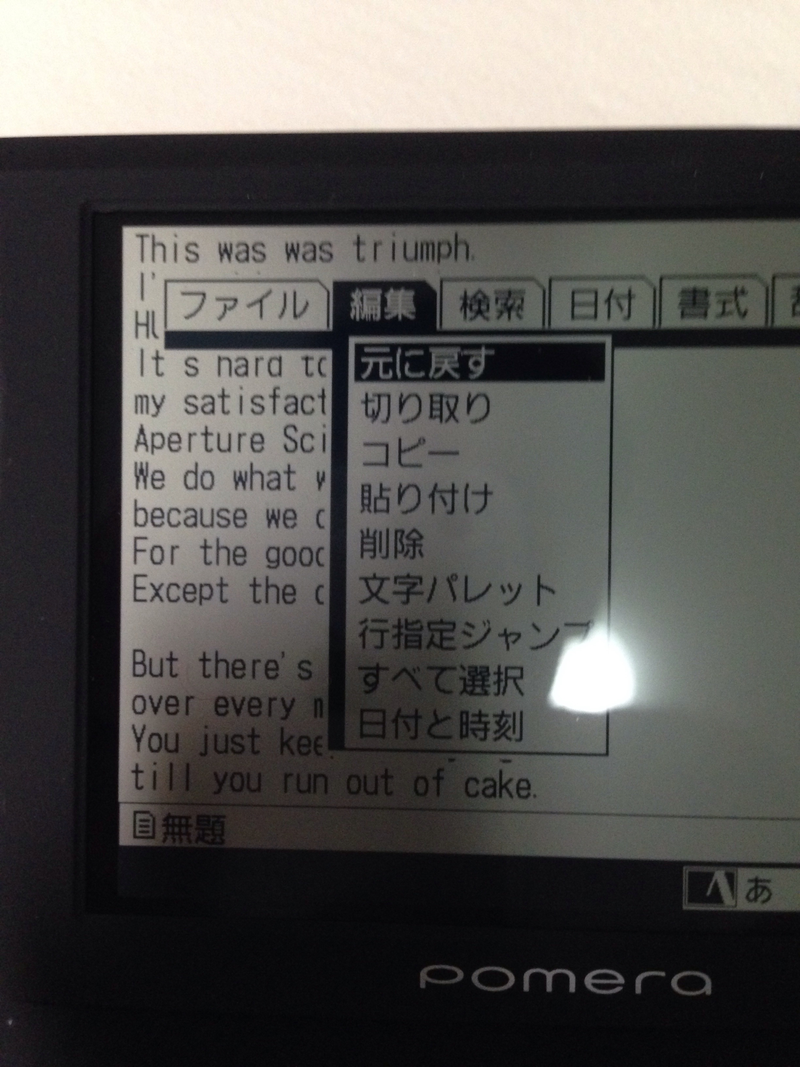 This was was triumph.
I'
ファイル 編集 検索 日付 書式
It's hard to
my satisfact
Aperture Sci
We do what w
because we
For the good
Except the
But there's
over every m
You just kee
till you run out of cake.
元に戻す
切り取り
コピー
貼り付け
削除
文字パレット
行指定ジャンプ
すべて選択
日付と時刻
無題
あ
pomera